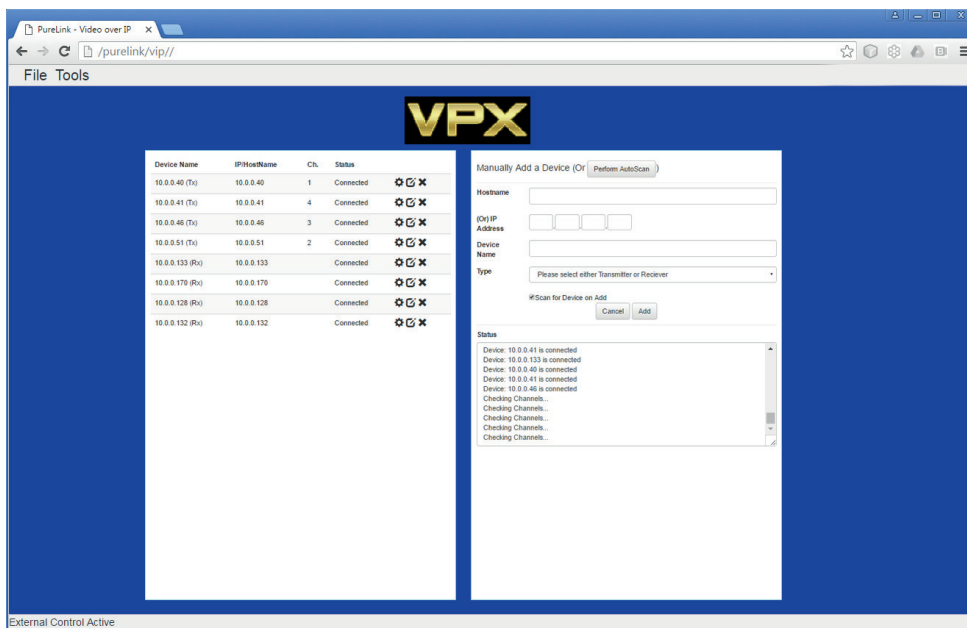 PureLink - Video over IP
/purelink/vip//
File Tools
VPX
Device Name IP/HostName Ch. Status
10.0.0.40 (Tx) 10.0.0.40 1 Connected
10.0.0.41 (Tx) 10.0.0.41 4 Connected
10.0.0.46 (Tx) 10.0.0.46 3 Connected
10.0.0.51 (Tx) 10.0.0.51 2 Connected
10.0.0.133 (Rx) 10.0.0.133 Connected
10.0.0.170 (Rx) 10.0.0.170 Connected
10.0.0.128 (Rx) 10.0.0.128 Connected
10.0.0.132 (Rx) 10.0.0.132 Connected
Manually Add a Device (Or Perform AutoScan )
Hostname
(Or) IP
Address
Device
Name
Type Please select either Transmitter or Reciever
Scan for Device on Add
Cancel Add
Status
Device: 10.0.0.41 is connected
Device: 10.0.0.133 is connected
Device: 10.0.0.40 is connected
Device: 10.0.0.41 is connected
Device: 10.0.0.46 is connected
Checking Channels...
Checking Channels...
Checking Channels...
Checking Channels...
Checking Channels...
External Control Active